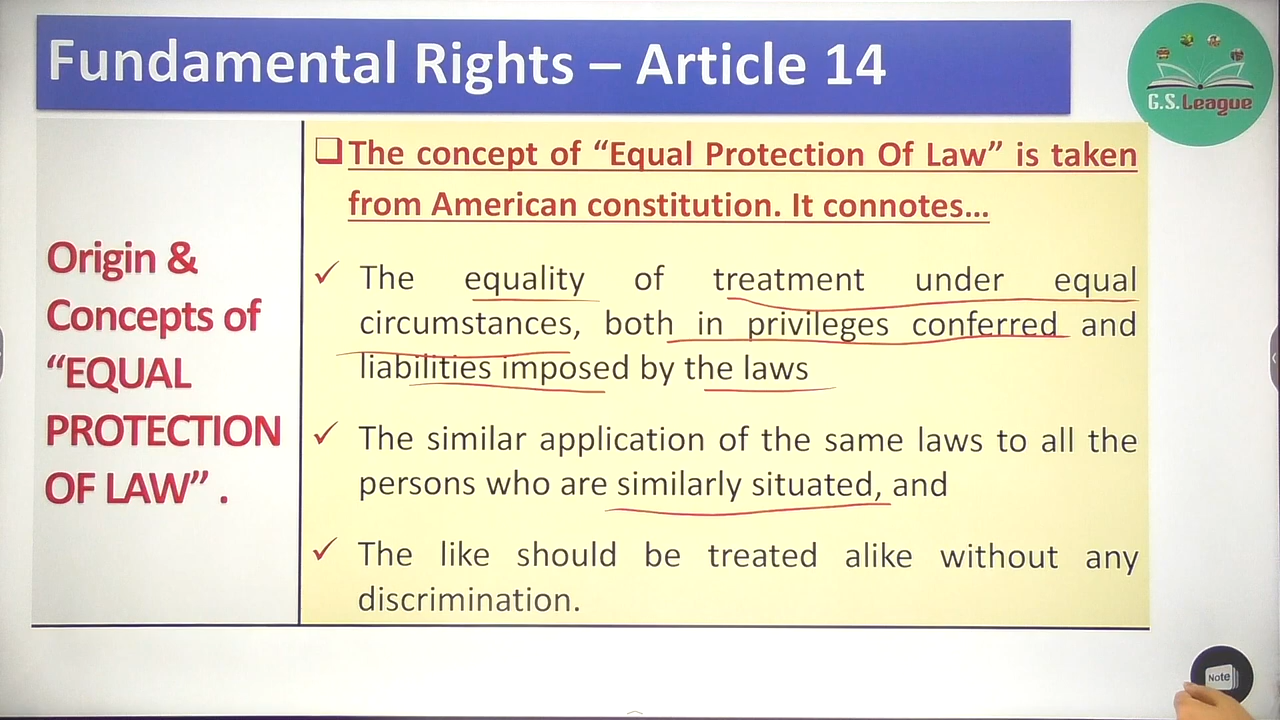 Fundamental Rights – Article 14
G.S.League
Origin &
Concepts of
“EQUAL
PROTECTION
OF LAW” .
The concept of “Equal Protection Of Law” is taken
from American constitution. It connotes...
The equality of treatment under equal
circumstances, both in privileges conferred and
liabilities imposed by the laws
The similar application of the same laws to all the
persons who are similarly situated, and
The like should be treated alike without any
discrimination.
Note